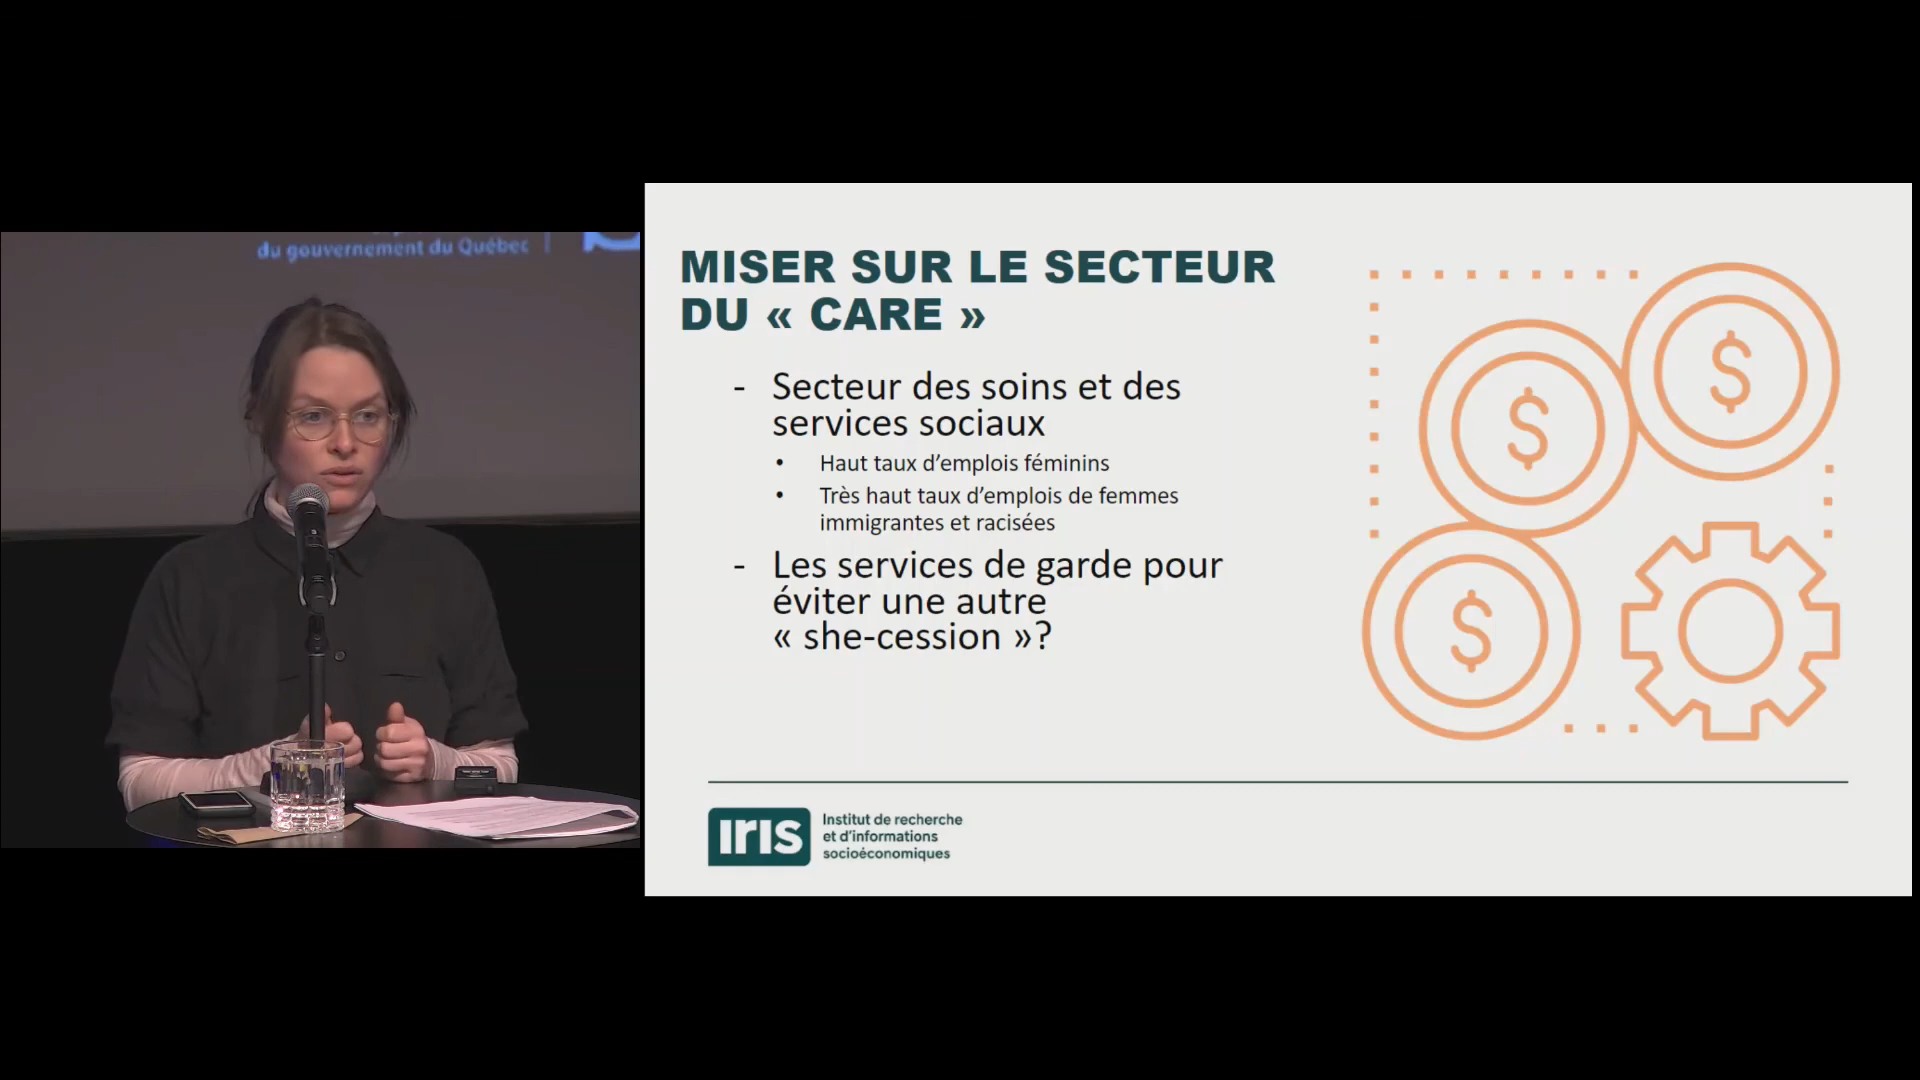 du gouvernement du Québec
MISER SUR LE SECTEUR
DU « CARE »
- Secteur des soins et des
services sociaux
• Haut taux d’emplois féminins
• Très haut taux d’emplois de femmes
immigrantes et racisées
- Les services de garde pour
éviter une autre
« she-cession »?
$
$
$
IRIS
Institut de recherche
et d’informations
socioéconomiques